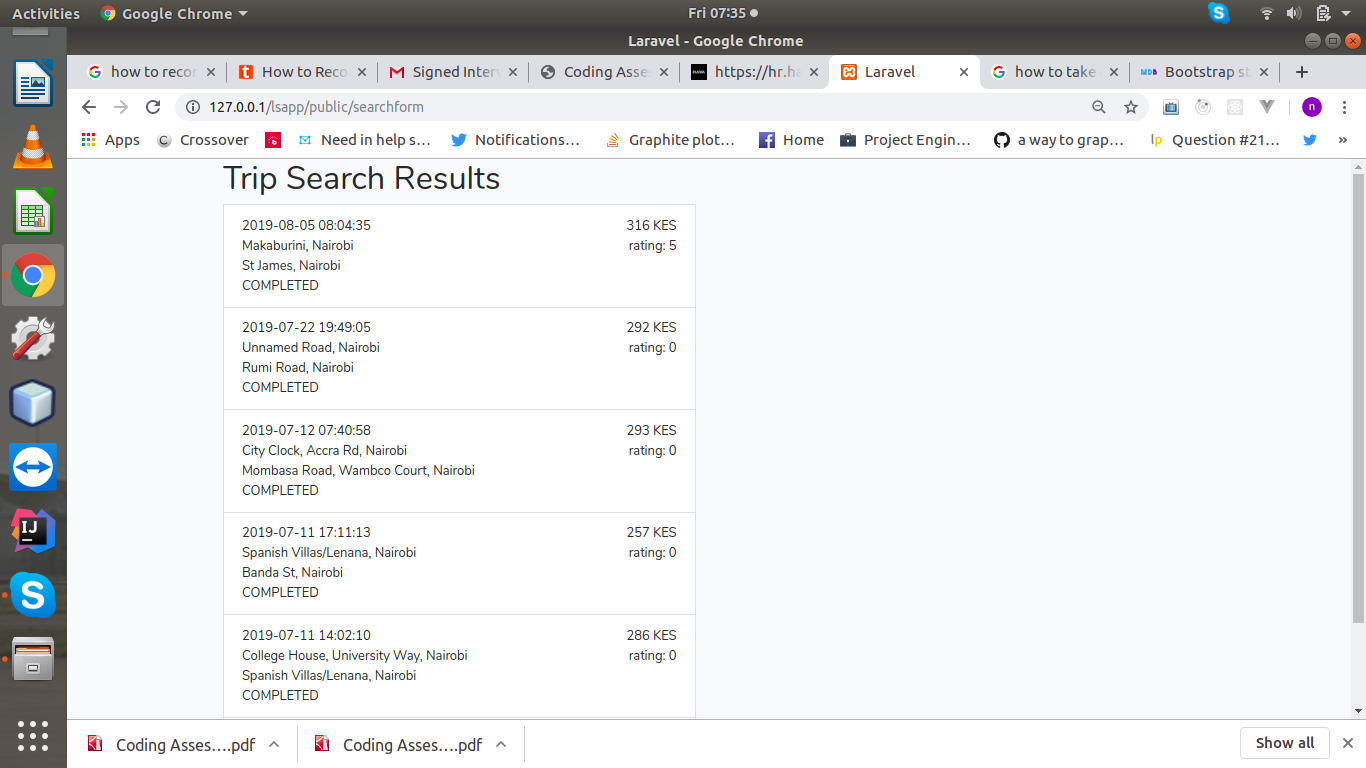 Activities
Google Chrome
Fri 07:35
Laravel - Google Chrome
how to recor
How to Reco
Signed Interv
Coding Asses
https://hr.ha
Laravel
how to take
Bootstrap st
127.0.0.1/lsapp/public/searchform
n
Apps
Crossover
Need in help s...
Notifications...
Graphite plot...
Home
Project Engin...
a way to grap...
Question #21...
»
Trip Search Results
2019-08-05 08:04:35 316 KES
Makaburini, Nairobi rating: 5
St James, Nairobi
COMPLETED
2019-07-22 19:49:05 292 KES
Unnamed Road, Nairobi rating: 0
Rumi Road, Nairobi
COMPLETED
2019-07-12 07:40:58 293 KES
City Clock, Accra Rd, Nairobi rating: 0
Mombasa Road, Wambco Court, Nairobi
COMPLETED
2019-07-11 17:11:13 257 KES
Spanish Villas/Lenana, Nairobi rating: 0
Banda St, Nairobi
COMPLETED
2019-07-11 14:02:10 286 KES
College House, University Way, Nairobi rating: 0
Spanish Villas/Lenana, Nairobi
COMPLETED
Coding Asses....pdf
Coding Asses....pdf
Show all